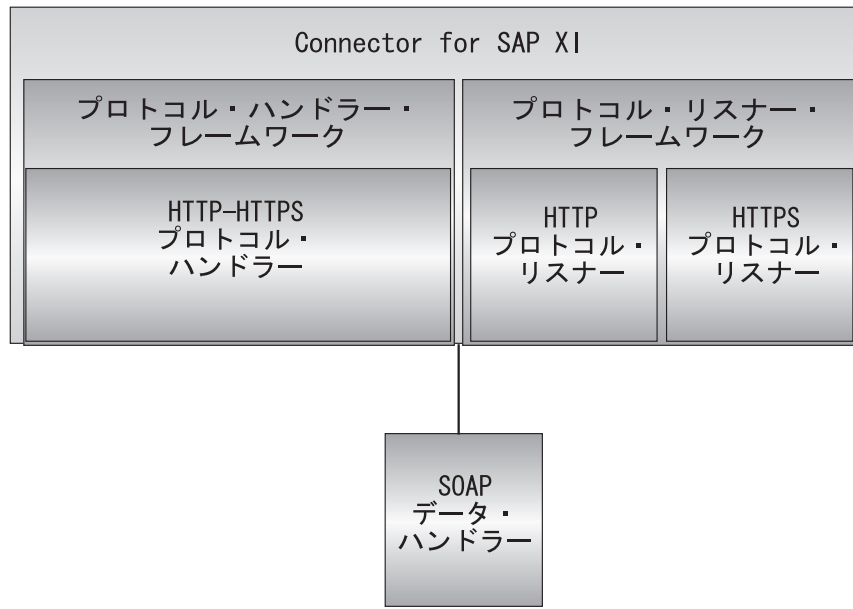 Connector for SAP XI
プロトコル・ハンドラー・
フレームワーク
プロトコル・リスナー・
フレームワーク
HTTP-HTTPS
プロトコル・
ハンドラー
HTTP
プロトコル・
リスナー
HTTPS
プロトコル・
リスナー
SOAP
データ・
ハンドラー